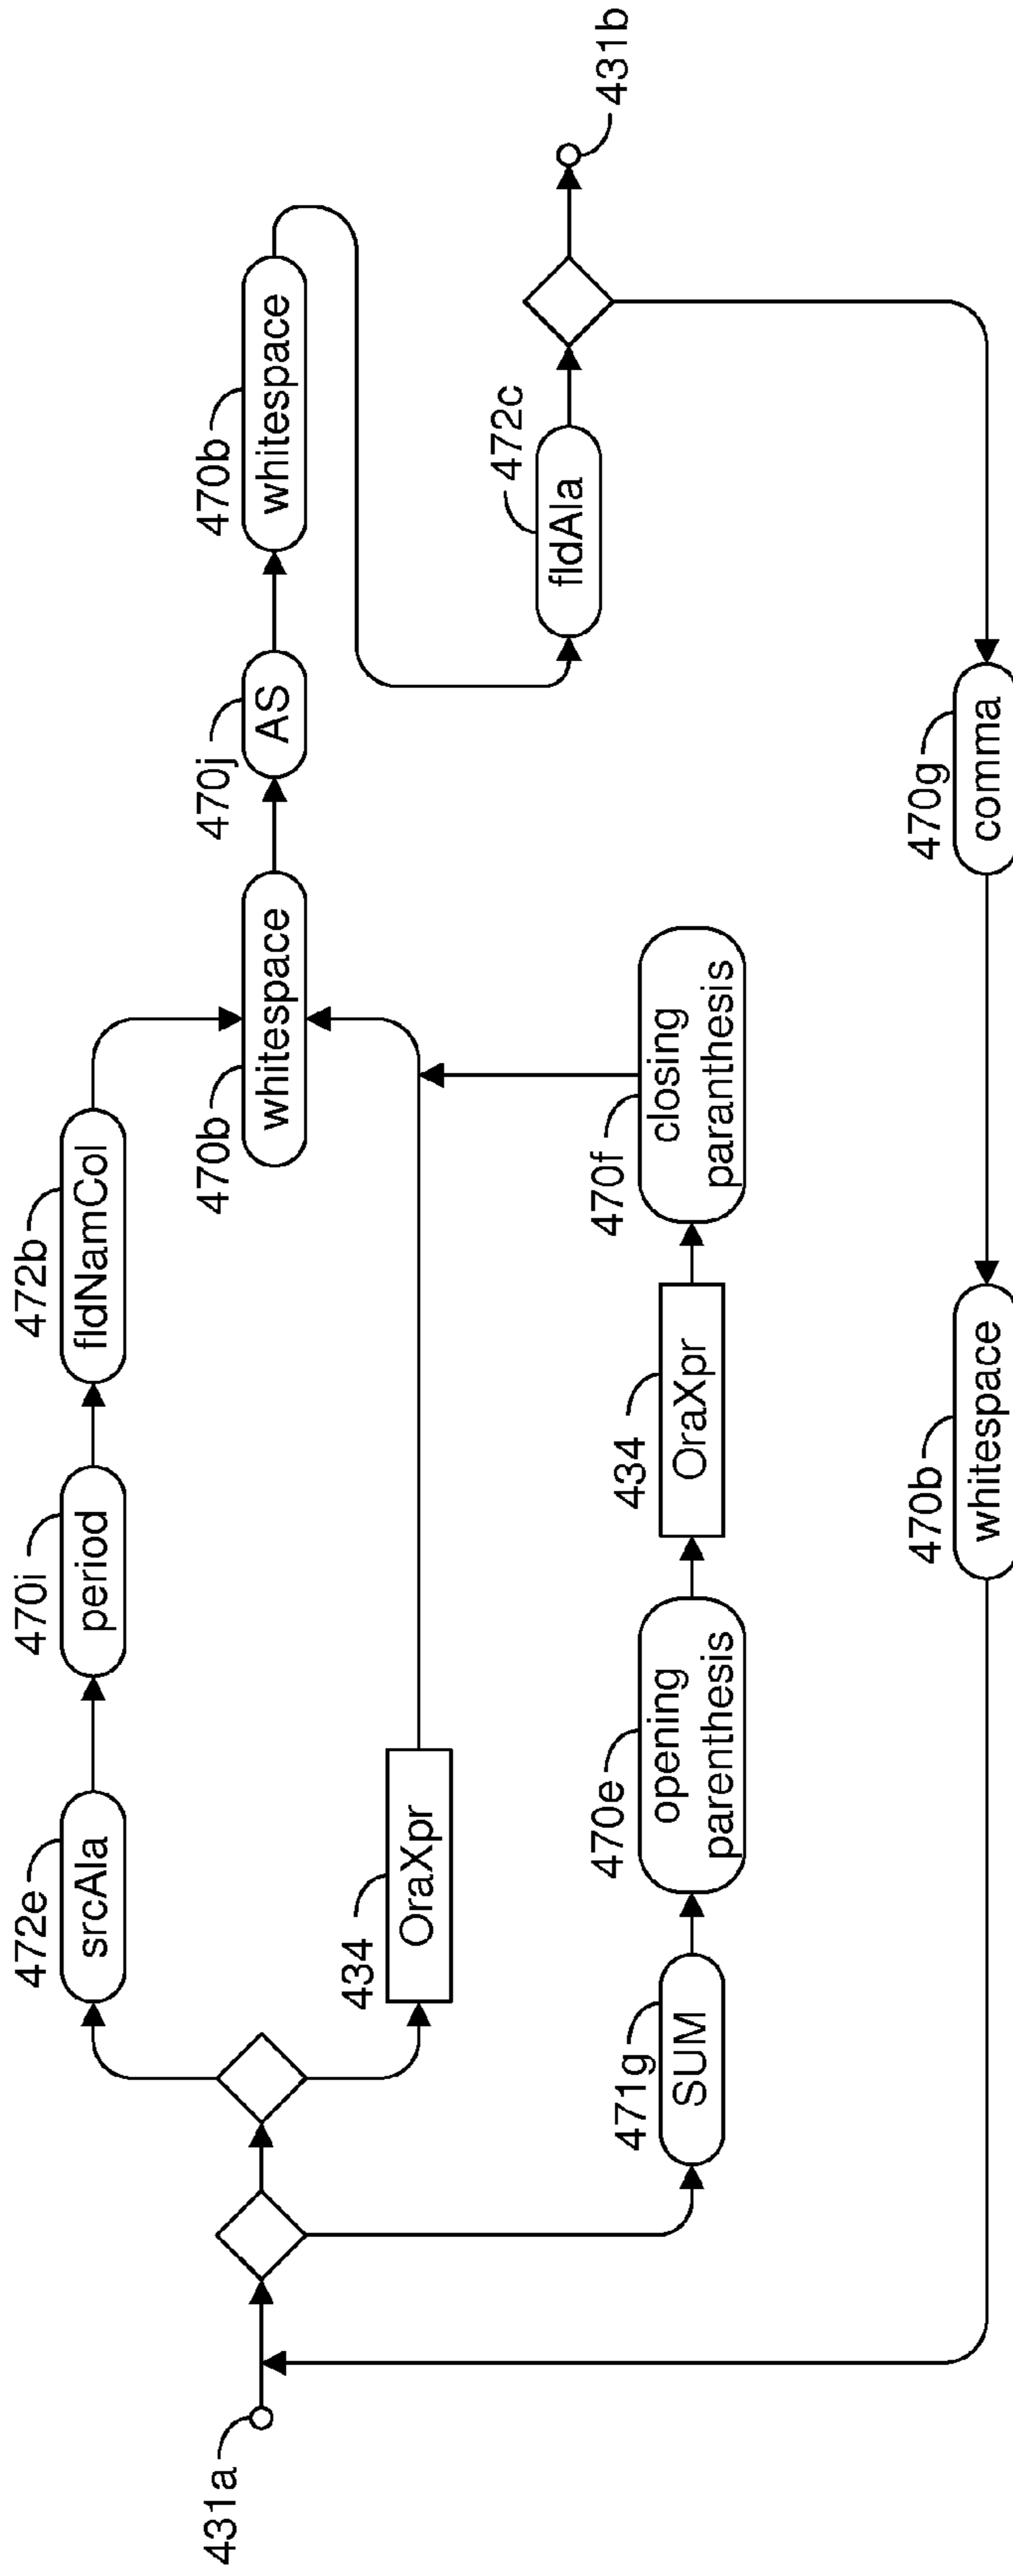 472e
srcAla
470i
period
472b
fldNamCol
470b
whitespace
470j
AS
470b
whitespace
431a
434
OraXpr
472c
fldAla
431b
471g
SUM
470e
opening
parenthesis
434
OraXpr
470f
closing
paranthesis
470b
whitespace
470g
comma